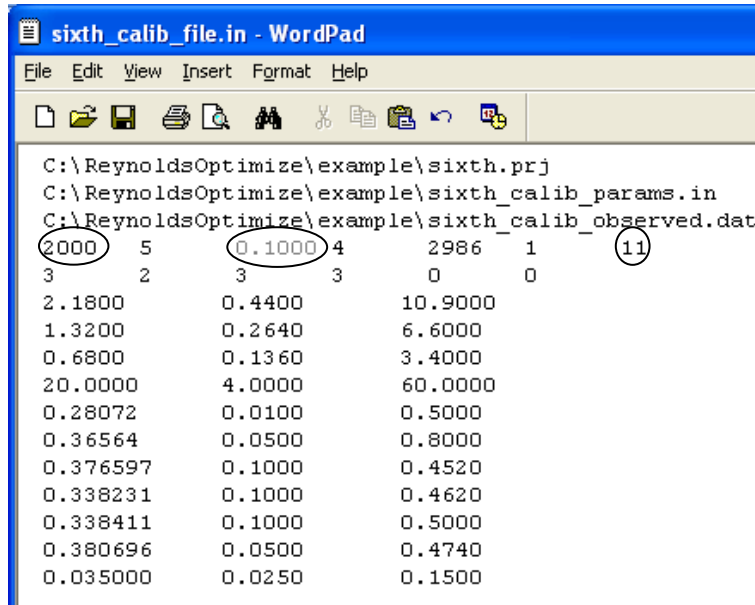 sixth_calib_file.in - WordPad
File Edit View Insert Format Help
C:\ReynoldsOptimize\example\sixth.prj
C:\ReynoldsOptimize\example\sixth_calib_params.in
C:\ReynoldsOptimize\example\sixth_calib_observed.dat
2000 5 0.1000 4 2986 1 11
3 2 3 3 0 0
2.1800 0.4400 10.9000
1.3200 0.2640 6.6000
0.6800 0.1360 3.4000
20.0000 4.0000 60.0000
0.28072 0.0100 0.5000
0.36564 0.0500 0.8000
0.376597 0.1000 0.4520
0.338231 0.1000 0.4620
0.338411 0.1000 0.5000
0.380696 0.0500 0.4740
0.035000 0.0250 0.1500